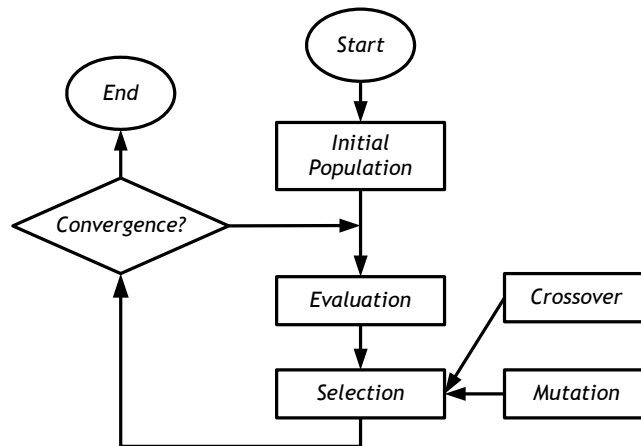 Start
End
Initial
Population
Convergence?
Evaluation
Crossover
Selection
Mutation